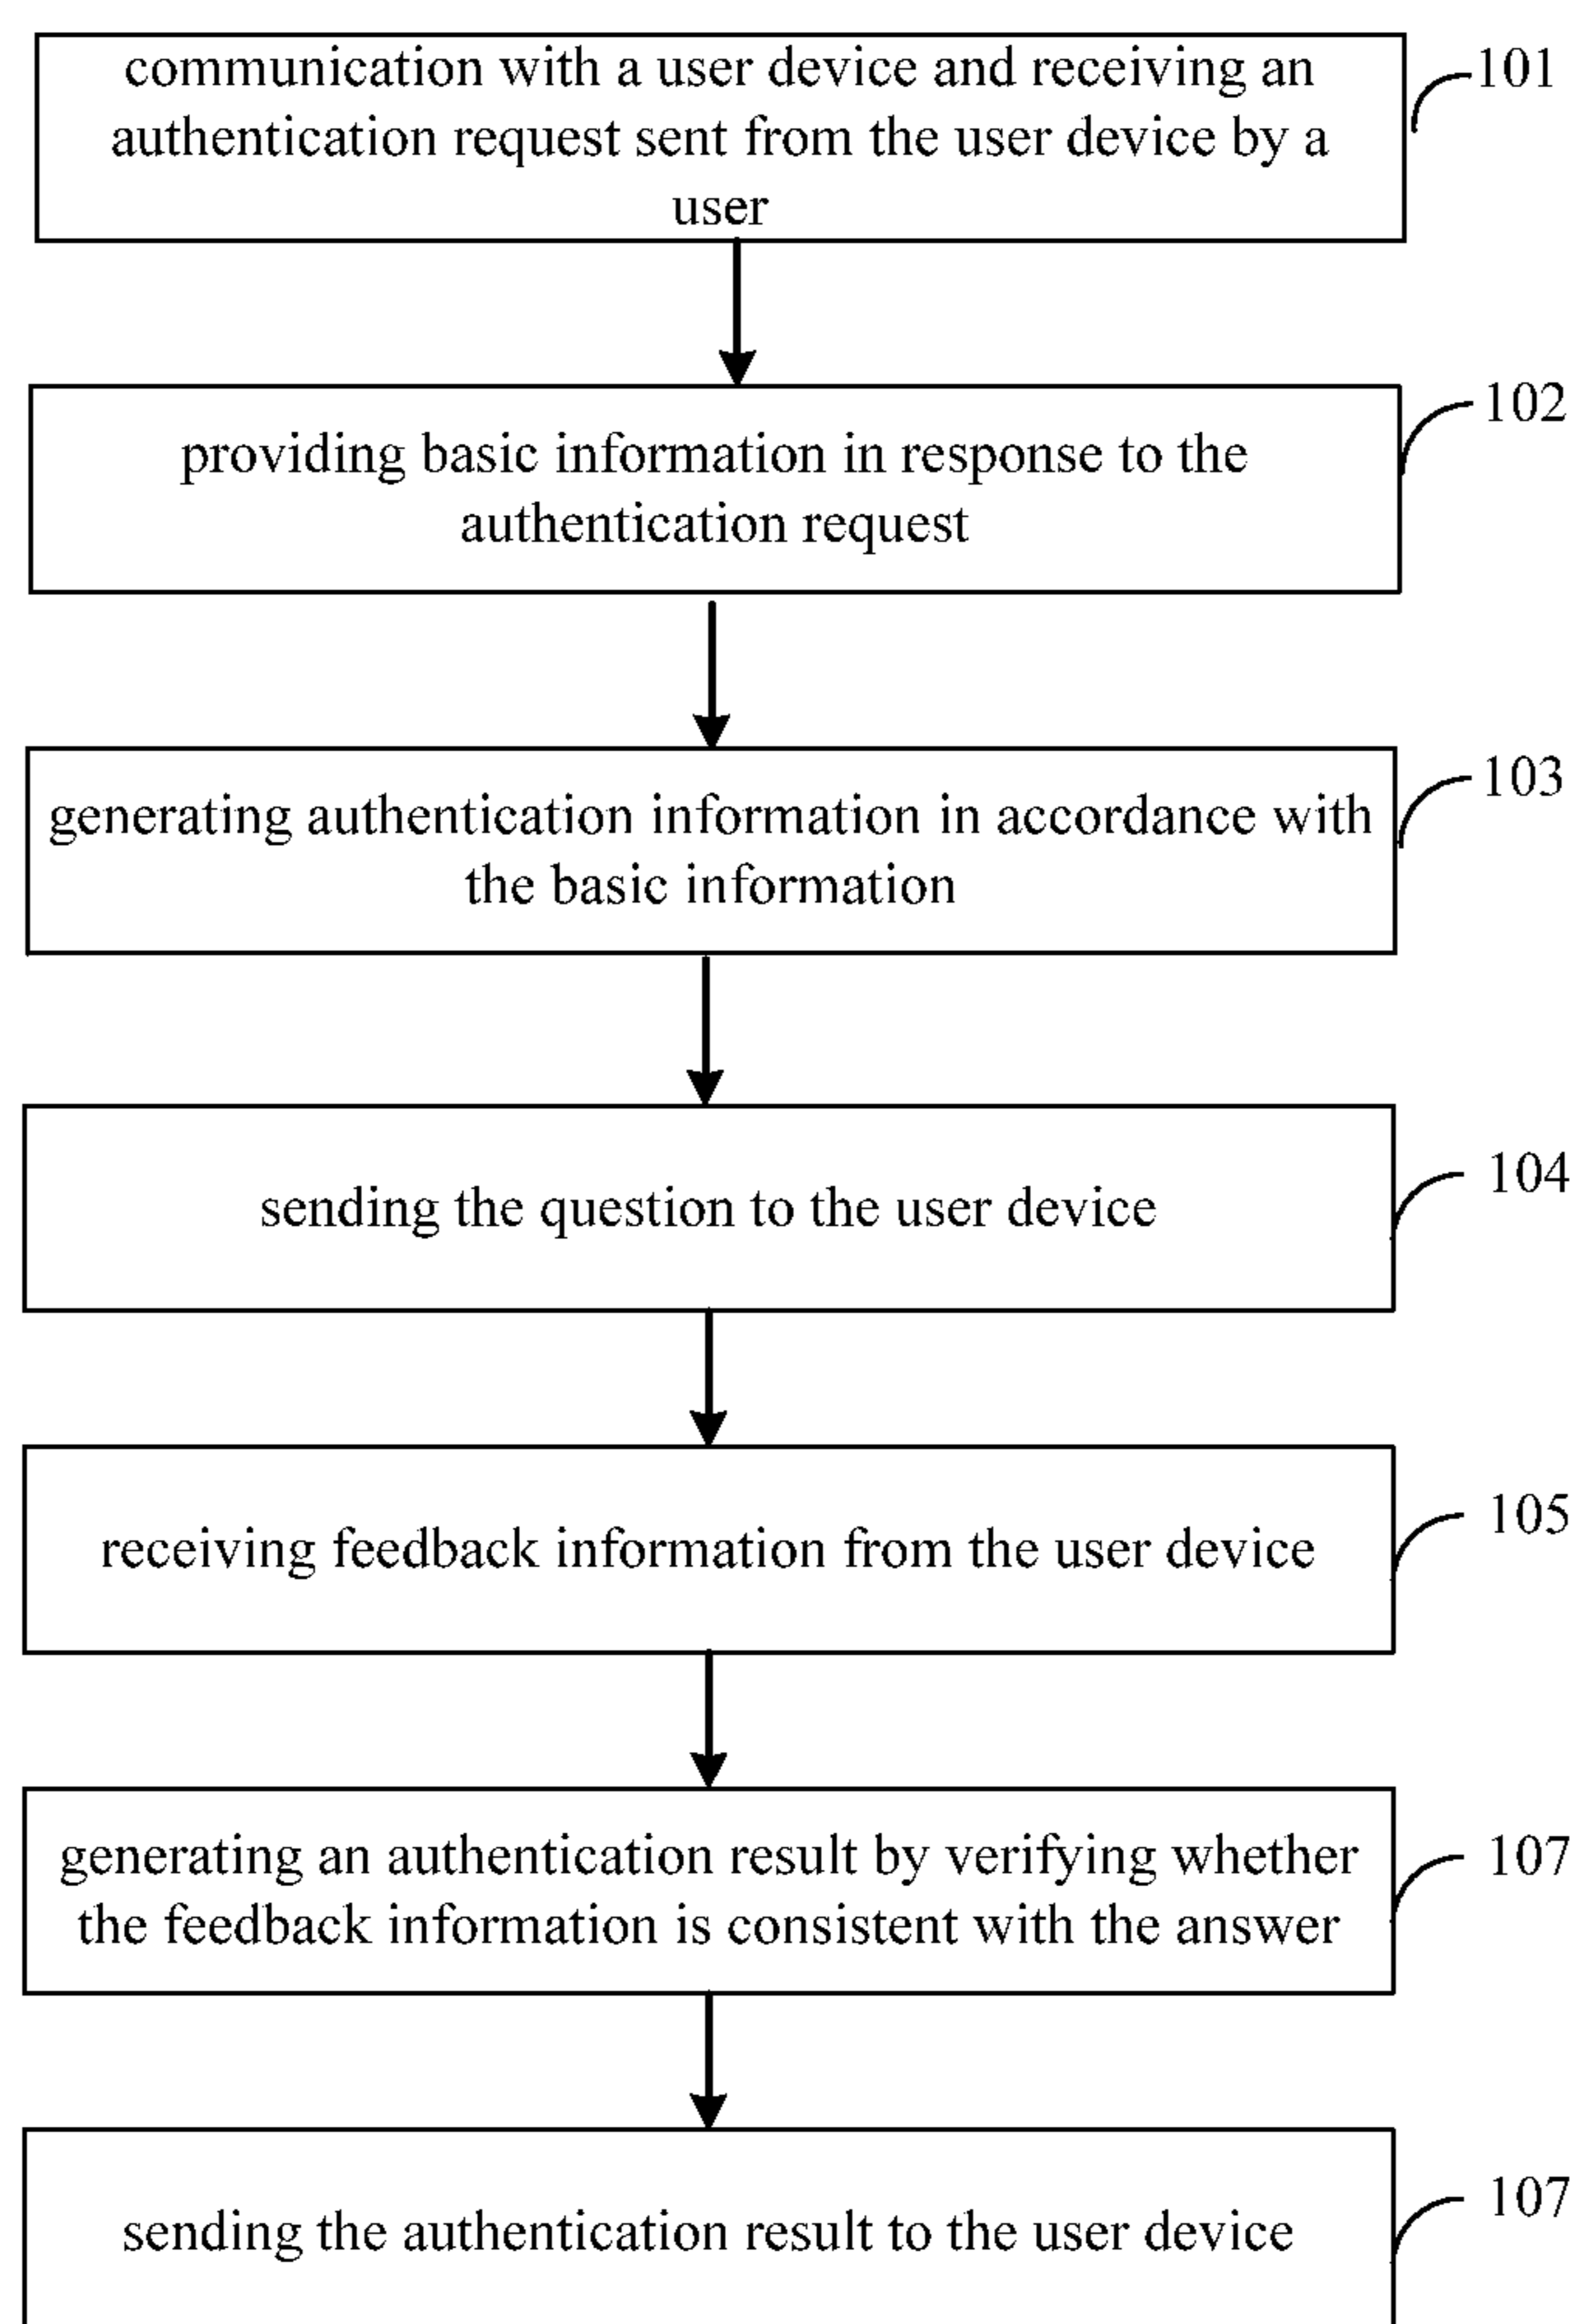 communication with a user device and receiving an
authentication request sent from the user device by a
user
101
providing basic information in response to the
authentication request
102
generating authentication information in accordance with
the basic information
103
sending the question to the user device
104
receiving feedback information from the user device
105
generating an authentication result by verifying whether
the feedback information is consistent with the answer
107
sending the authentication result to the user device
107